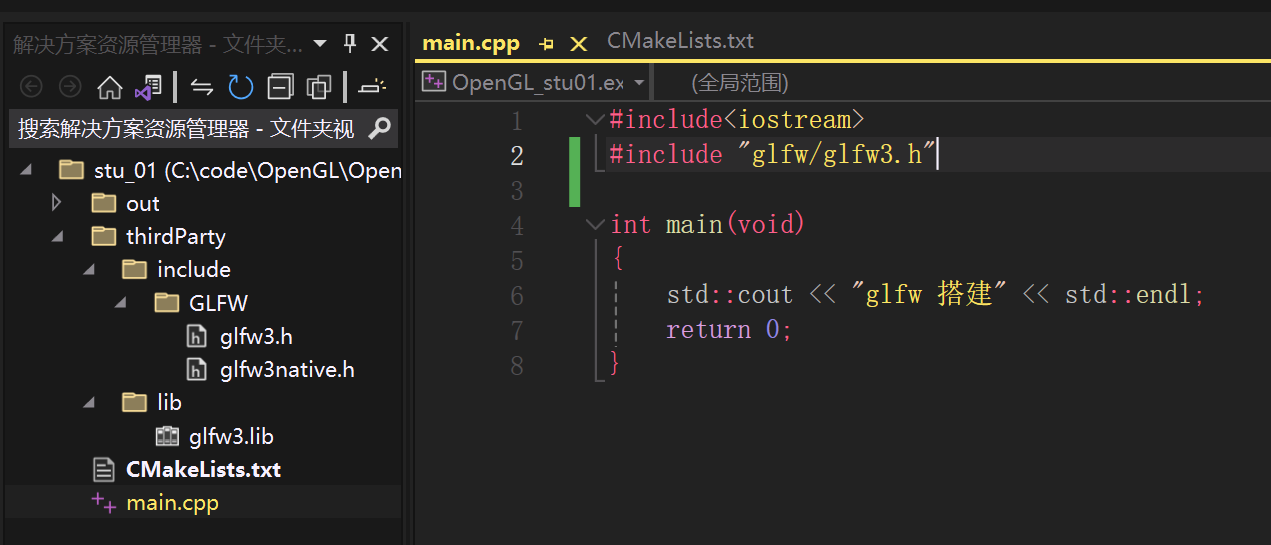 解决方案资源管理器 - 文件夹...
搜索解决方案资源管理器 - 文件夹视
stu_01 (C:\code\OpenGL\Open
out
thirdParty
include
GLFW
glfw3.h
glfw3native.h
lib
glfw3.lib
CMakeLists.txt
main.cpp
main.cpp CMakeLists.txt
OpenGL_stu01.ex (全局范围)
1 #include<iostream>
2 #include "glfw/glfw3.h"
3
4 int main(void)
5 {
6 std::cout << "glfw 搭建" << std::endl;
7 return 0;
8 }